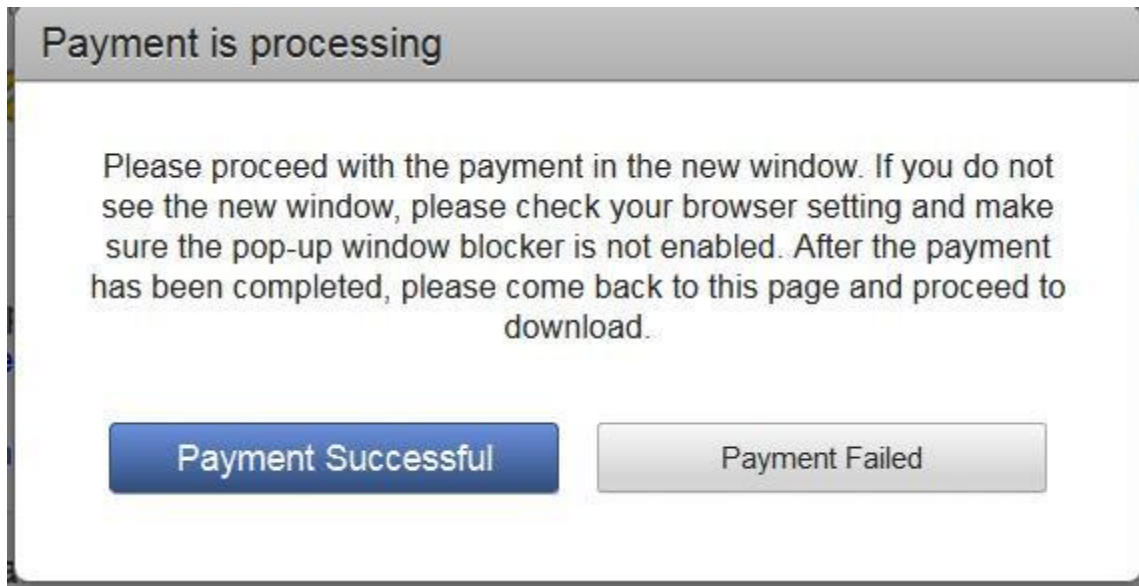 Payment is processing
Please proceed with the payment in the new window. If you do not
see the new window, please check your browser setting and make
sure the pop-up window blocker is not enabled. After the payment
has been completed, please come back to this page and proceed to
download.
Payment Successful
Payment Failed